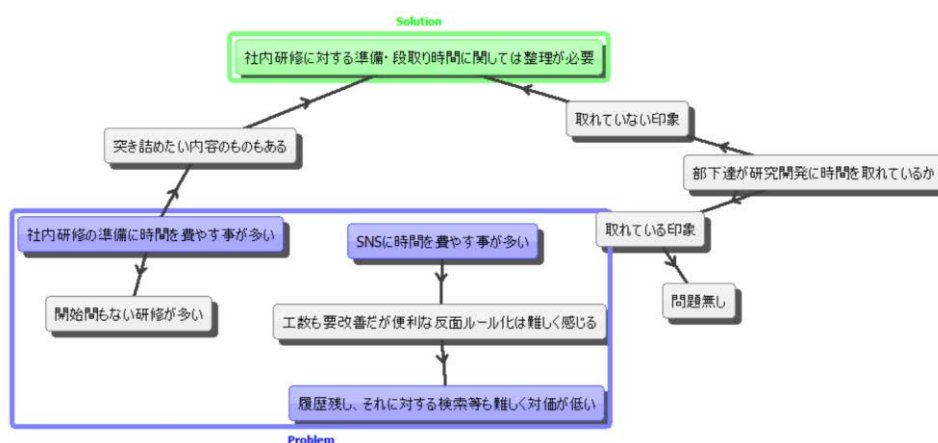 Solution
社内研修に対する準備・段取り時間に関しては整理が必要
取れていない印象
突き詰めたい内容のものもある
部下達が研究開発に時間を取れているか
社内研修の準備に時間を費やす事が多い
取れている印象
SNSに時間を費やす事が多い
開始間もない研修が多い
問題無し
工数も要改善だが便利な反面ルール化は難しく感じる
履歴残し、それに対する検索等も難しく対価が低い
Problem